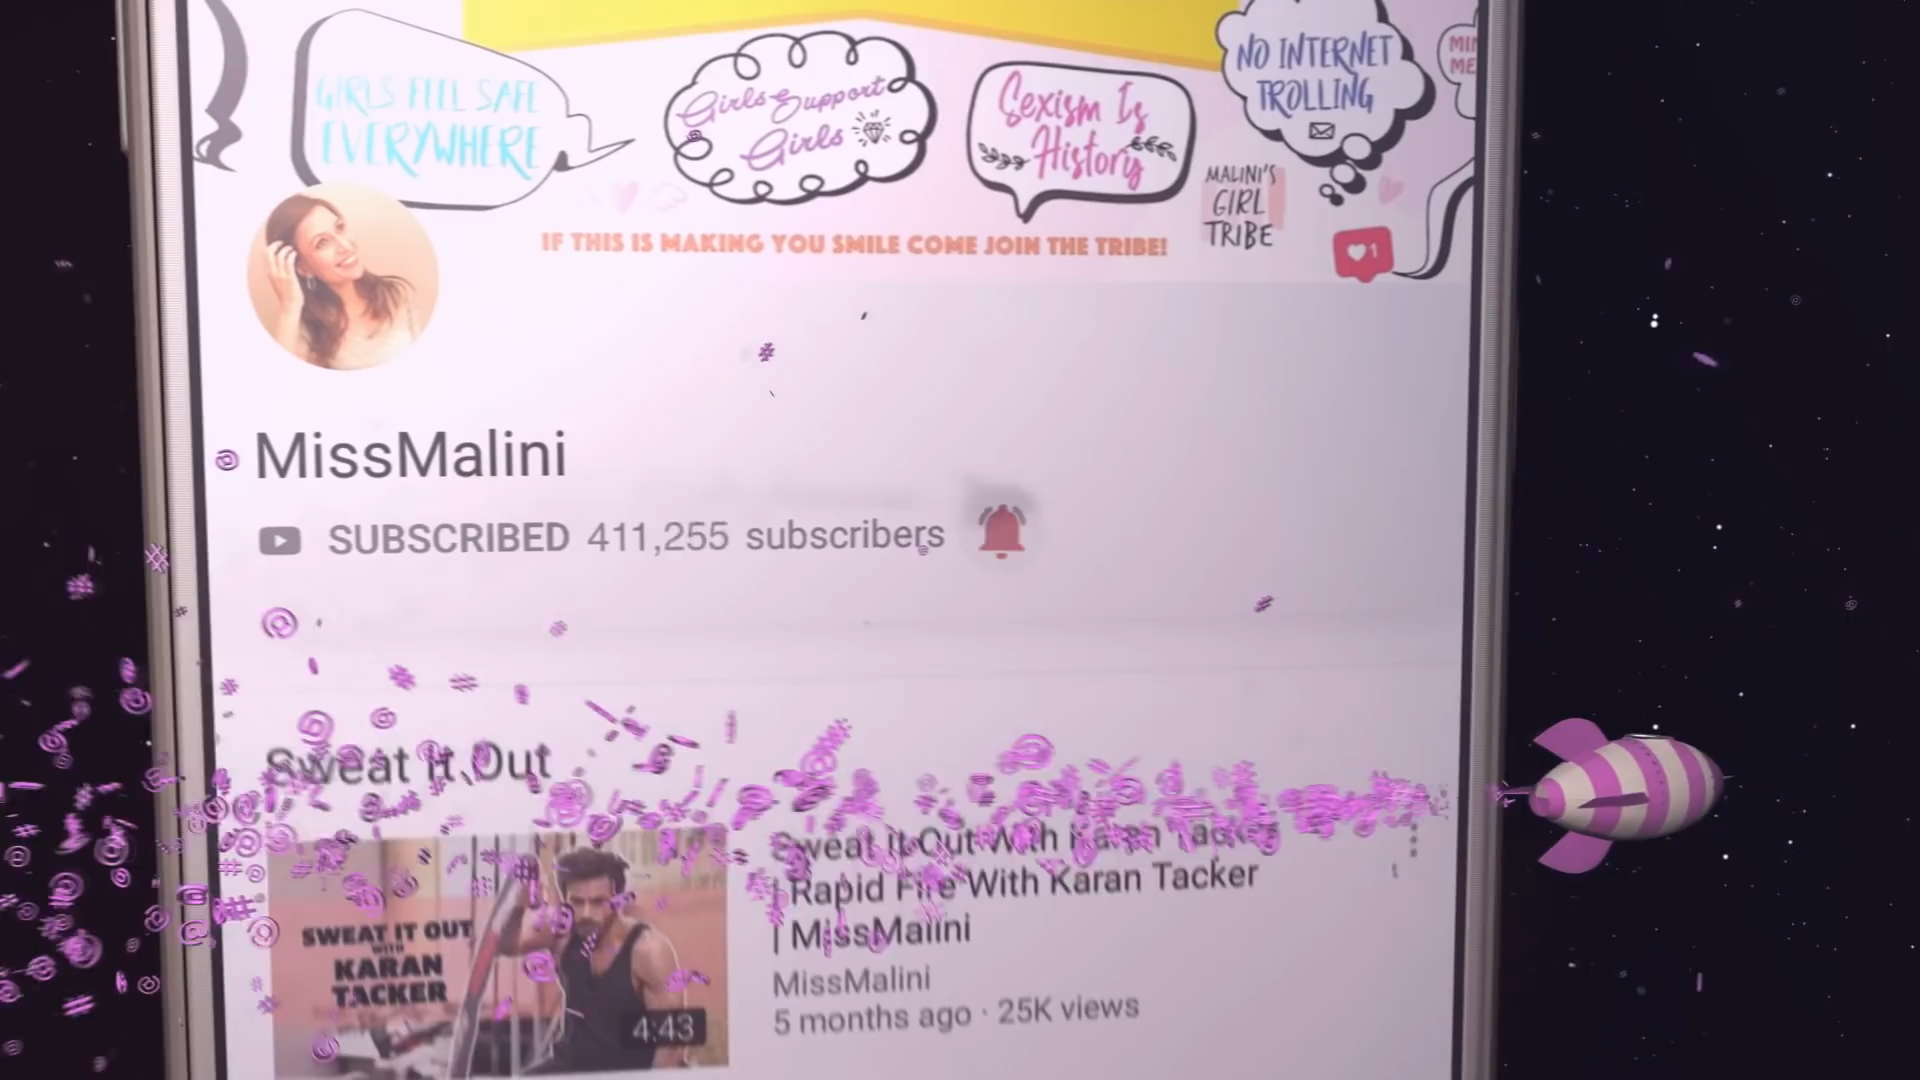 GIRLS FEEL SAFE
EVERYWHERE
Girls Support
Girls
Sexism Is
History
NO INTERNET
TROLLING
MALINI'S
GIRL
TRIBE
1
IF THIS IS MAKING YOU SMILE COME JOIN THE TRIBE!
MissMalini
SUBSCRIBED 411,255 subscribers
Sweat It Out
SWEAT IT OUT
WITH
KARAN
TACKER
4:43
Sweat It Out With Karan Tacker
| Rapid Fire With Karan Tacker
| MissMalini
MissMalini
5 months ago · 25K views